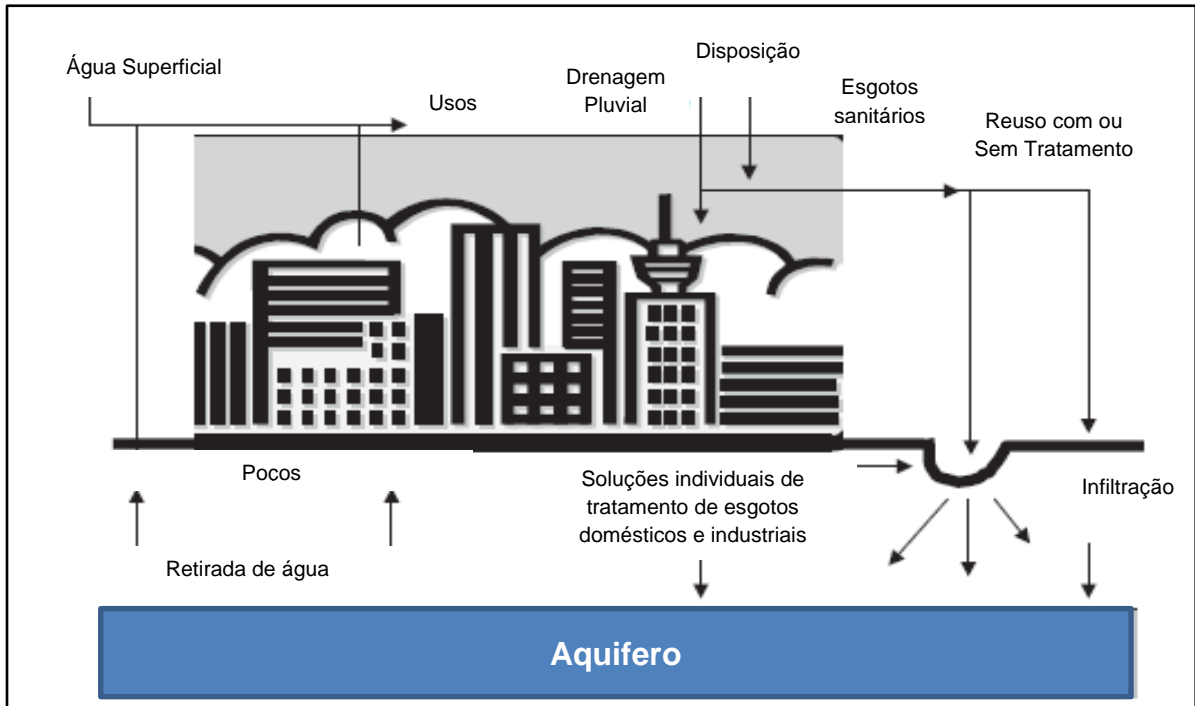 Água Superficial
Usos
Drenagem
Pluvial
Disposição
Esgotos
sanitários
Reuso com ou
Sem Tratamento
Pocos
Retirada de água
Soluções individuais de
tratamento de esgotos
domésticos e industriais
Infiltração
Aquifero